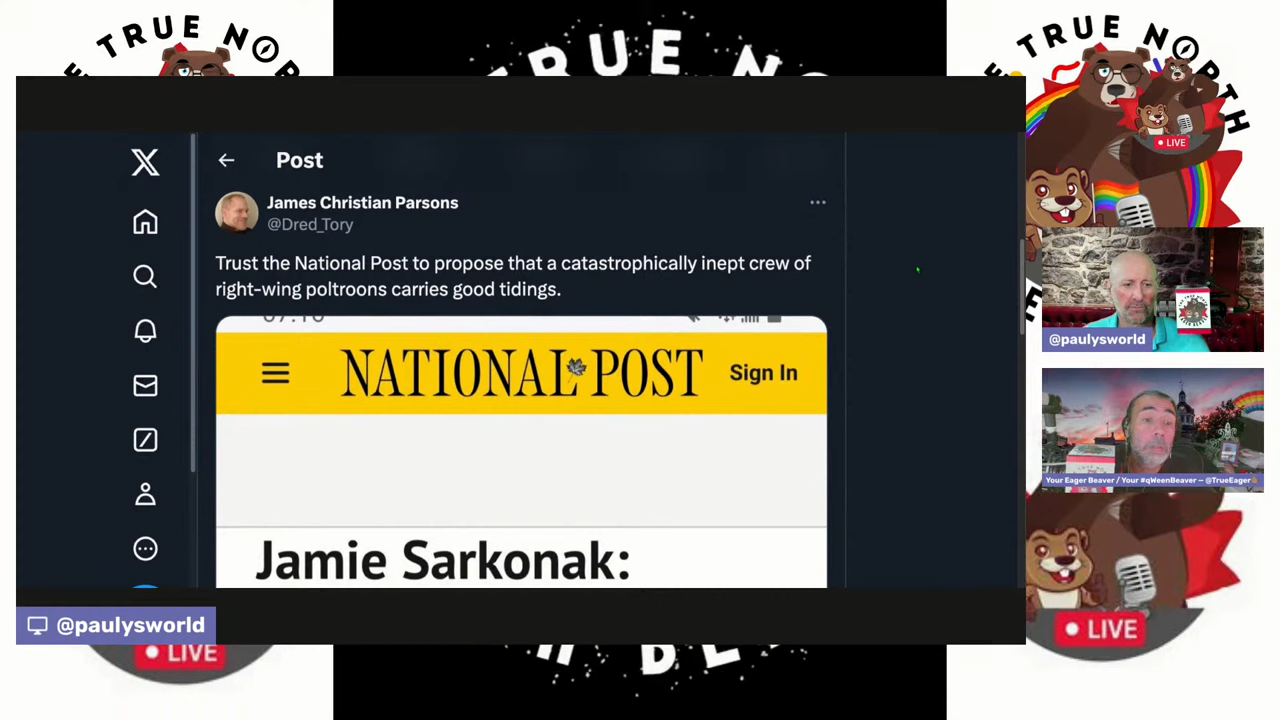 TRUE NO
TRUE NORTH
LIVE
Post
James Christian Parsons
@Dred_Tory
Trust the National Post to propose that a catastrophically inept crew of
right-wing poltroons carries good tidings.
NATIONAL POST
Sign In
Jamie Sarkonak:
@paulysworld
Your Eager Beaver / Your #qWeenBeaver – @TrueEager🦫
@paulysworld
LIVE
LIVE